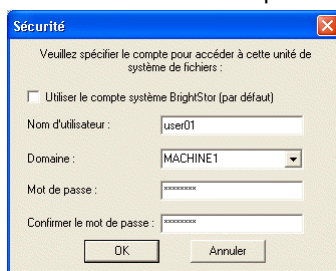 Sécurité
Veuillez spécifier le compte pour accéder à cette unité de
système de fichiers :
Utiliser le compte système BrightStor (par défaut)
Nom d'utilisateur : user01
Domaine : MACHINE1
Mot de passe : ********
Confirmer le mot de passe : ********
OK Annuler